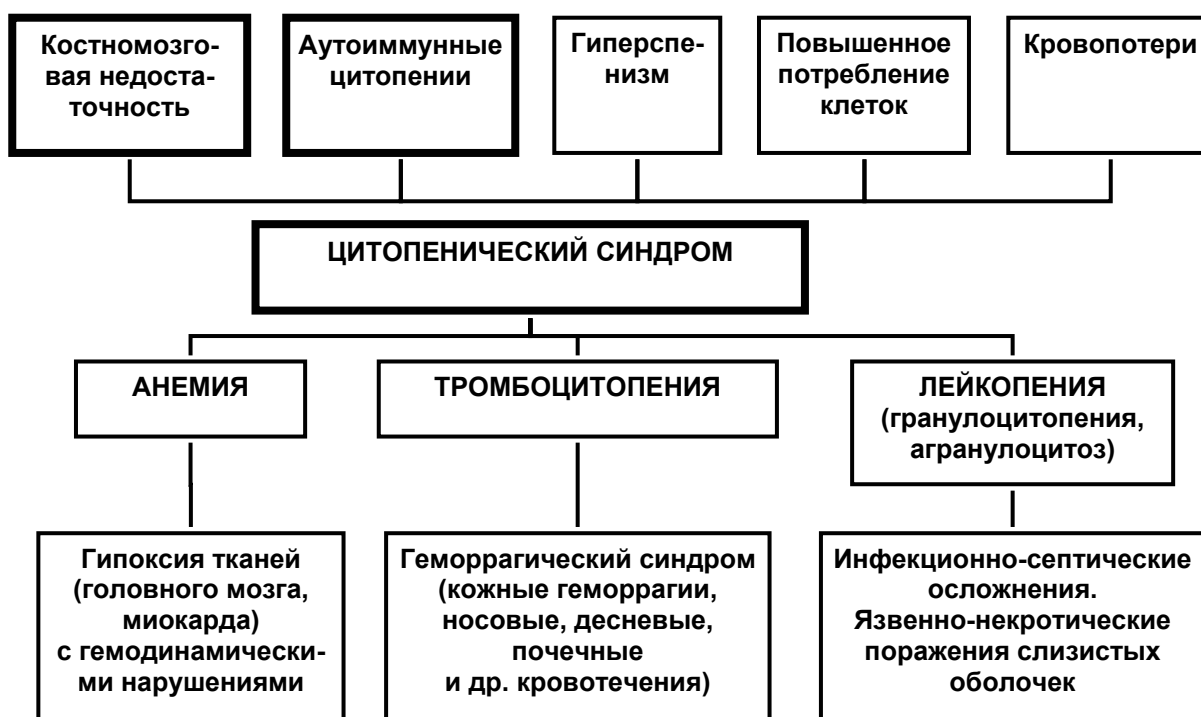 Костномозго-
вая недоста-
точность
Аутоиммунные
цитопении
Гиперспе-
низм
Повышенное
потребление
клеток
Кровопотери
ЦИТОПЕНИЧЕСКИЙ СИНДРОМ
АНЕМИЯ
ТРОМБОЦИТОПЕНИЯ
ЛЕЙКОПЕНИЯ
(гранулоцитопения,
агранулоцитоз)
Гипоксия тканей
(головного мозга,
миокарда)
с гемодинамически-
ми нарушениями
Геморрагический синдром
(кожные геморрагии,
носовые, десневые,
почечные
и др. кровотечения)
Инфекционно-септические
осложнения.
Язвенно-некротические
поражения слизистых
оболочек